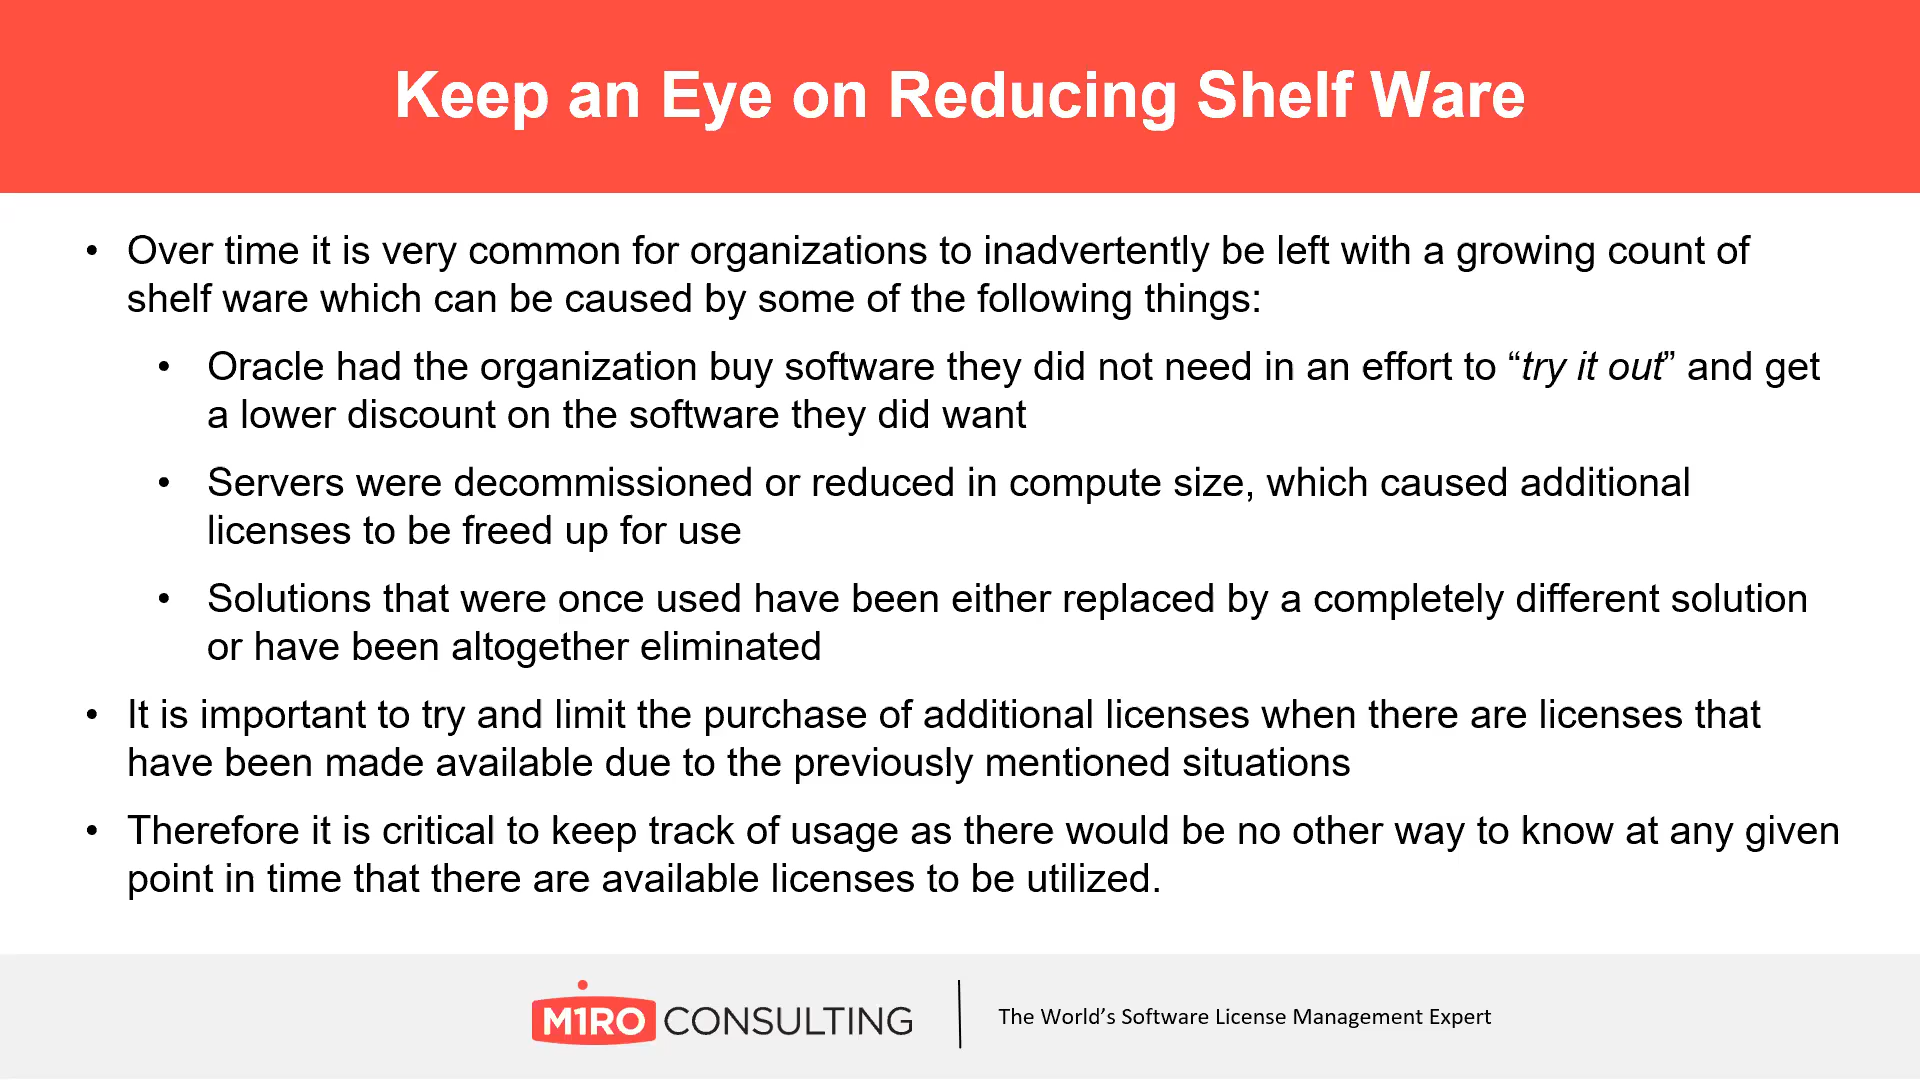 Keep an Eye on Reducing Shelf Ware
• Over time it is very common for organizations to inadvertently be left with a growing count of
shelf ware which can be caused by some of the following things:
• Oracle had the organization buy software they did not need in an effort to “try it out” and get
a lower discount on the software they did want
• Servers were decommissioned or reduced in compute size, which caused additional
licenses to be freed up for use
• Solutions that were once used have been either replaced by a completely different solution
or have been altogether eliminated
• It is important to try and limit the purchase of additional licenses when there are licenses that
have been made available due to the previously mentioned situations
• Therefore it is critical to keep track of usage as there would be no other way to know at any given
point in time that there are available licenses to be utilized.
MIRO CONSULTING
The World’s Software License Management Expert